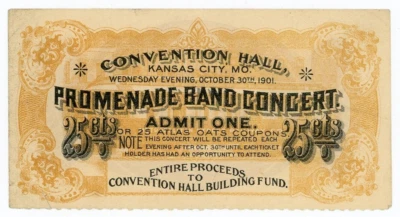 CONVENTION HALL,
KANSAS CITY, MO.
WEDNESDAY EVENING, OCTOBER 30TH, 1901.
PROMENADE BAND CONCERT.
ADMIT ONE.
25 cts OR 25 ATLAS OATS COUPONS 25 cts
NOTE THIS CONCERT WILL BE REPEATED EACH
EVENING AFTER OCT. 30TH UNTIL EACH TICKET
HOLDER HAS HAD AN OPPORTUNITY TO ATTEND.
ENTIRE PROCEEDS
TO
CONVENTION HALL BUILDING FUND.